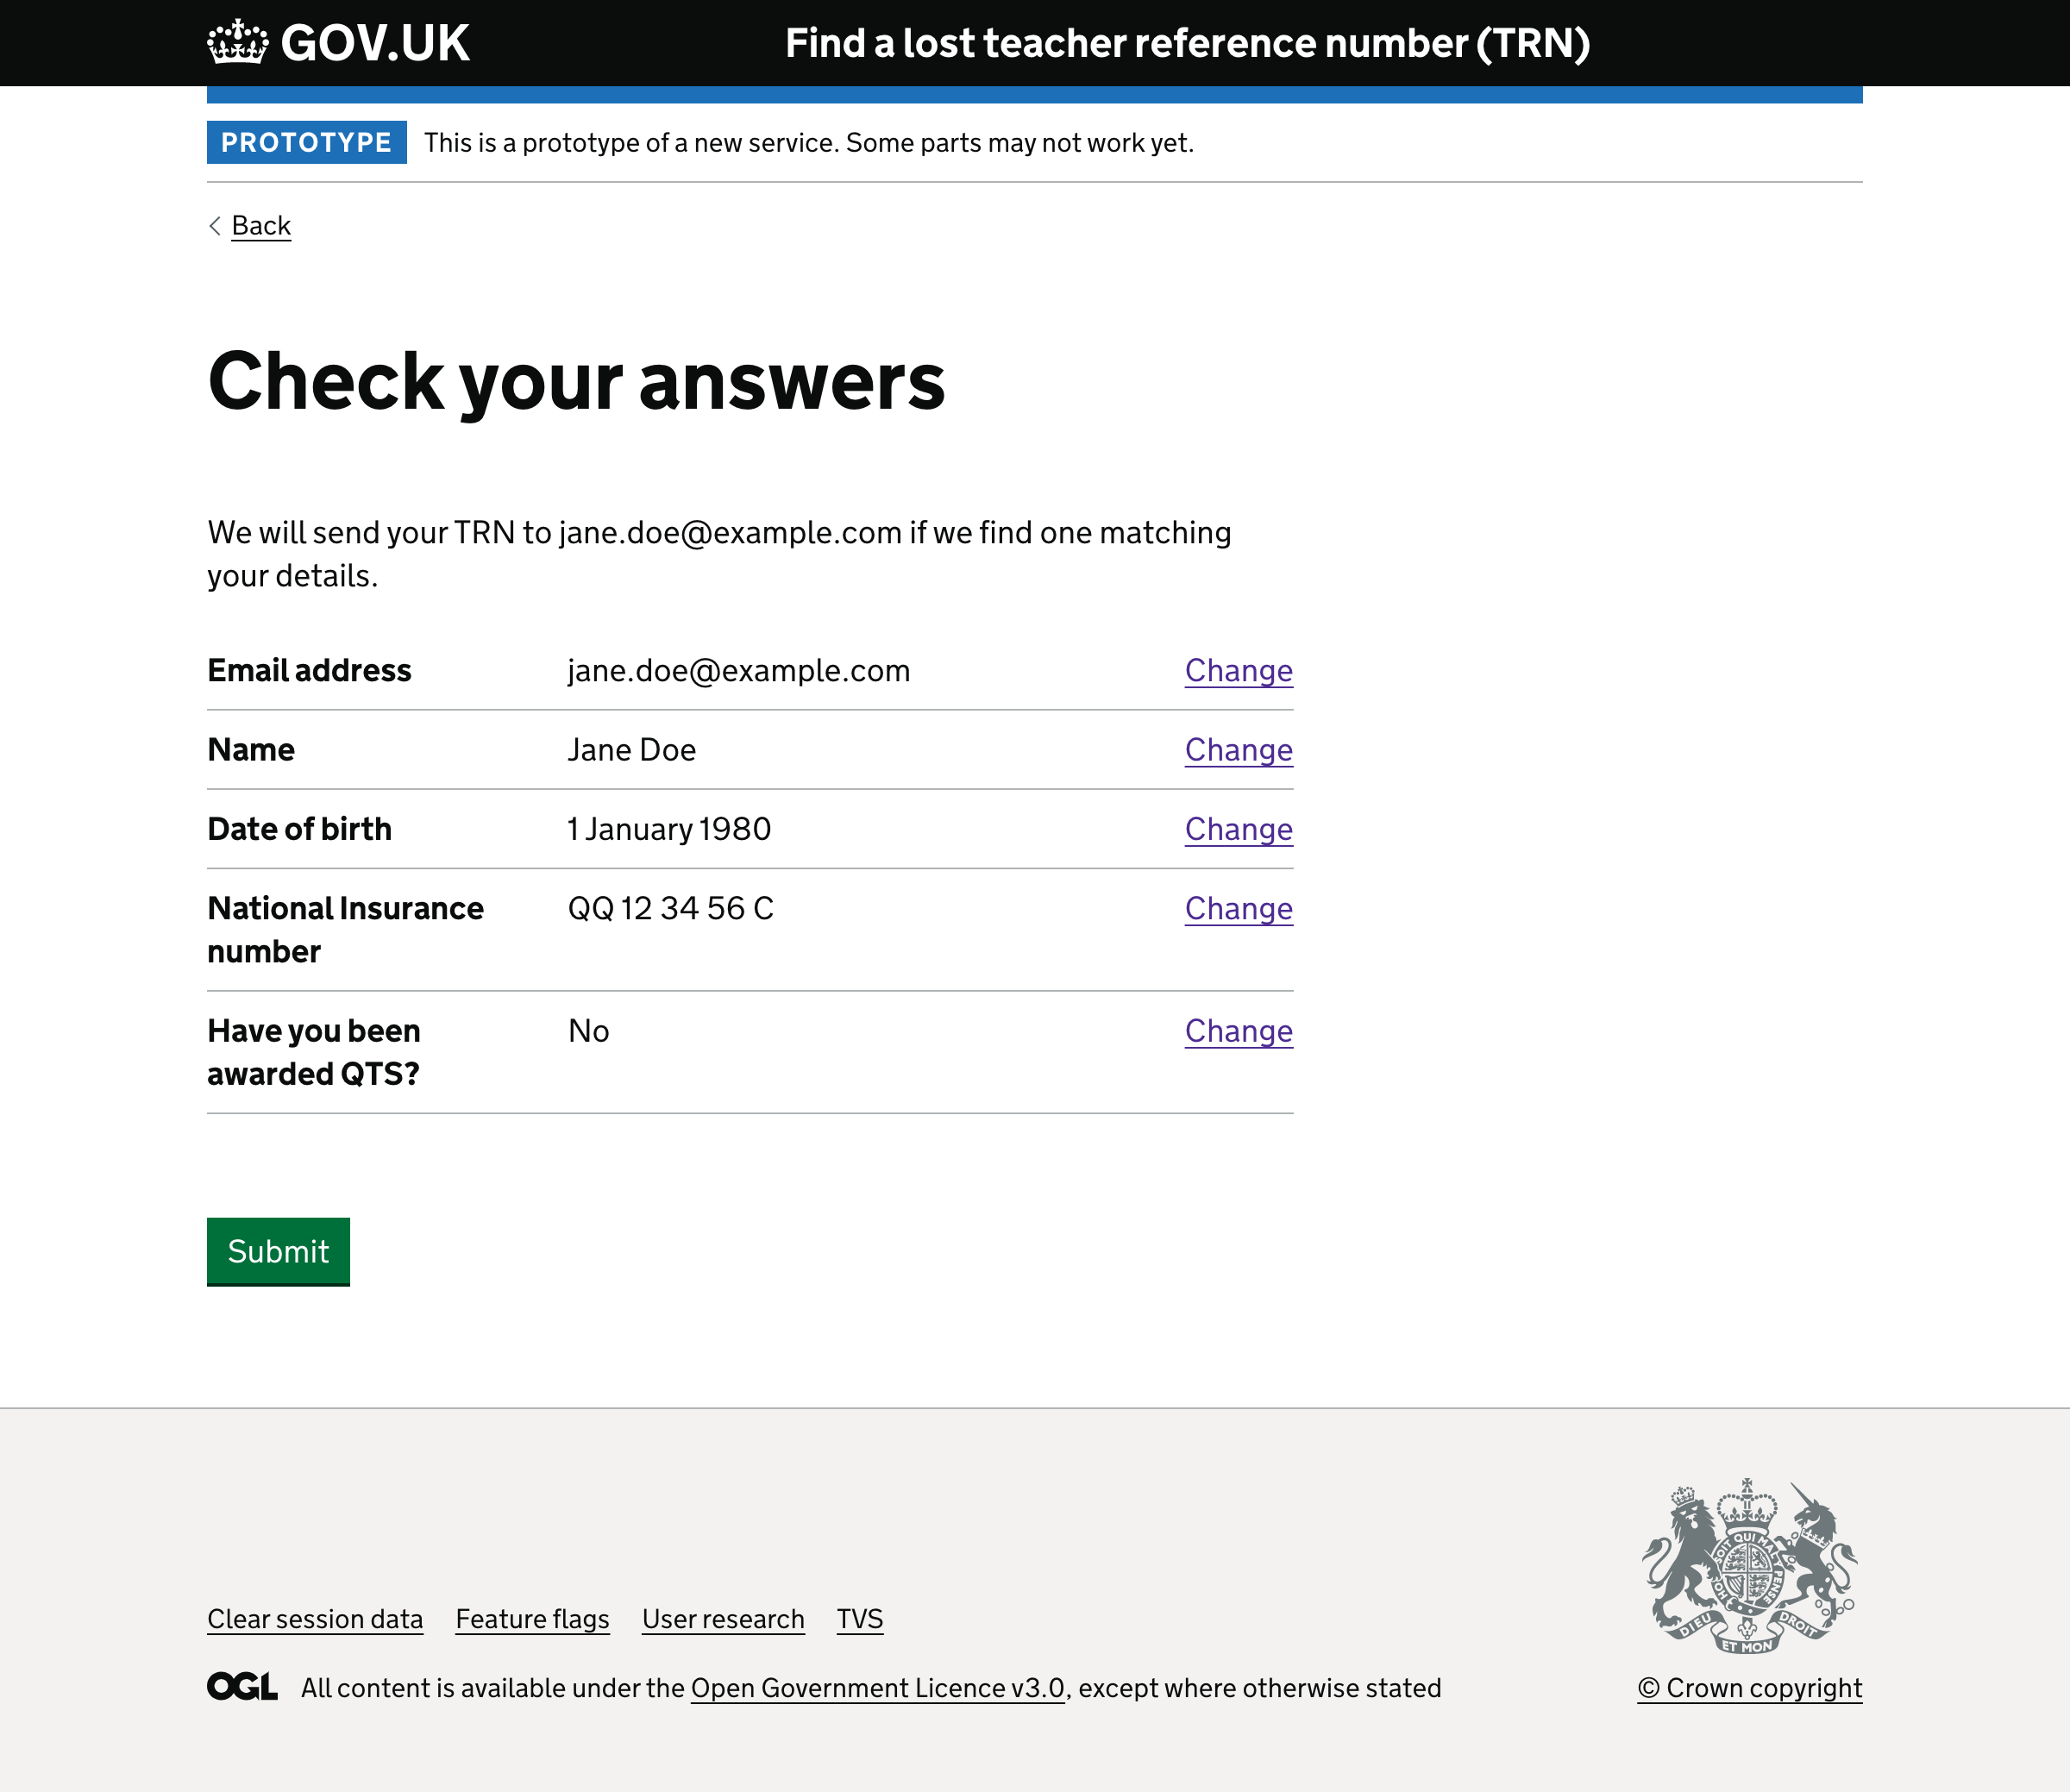 GOV.UK
Find a lost teacher reference number (TRN)
PROTOTYPE This is a prototype of a new service. Some parts may not work yet.
Back
Check your answers
We will send your TRN to jane.doe@example.com if we find one matching
your details.
Email address jane.doe@example.com Change
Name Jane Doe Change
Date of birth 1 January 1980 Change
National Insurance number QQ 12 34 56 C Change
Have you been awarded QTS? No Change
Submit
Clear session data Feature flags User research TVS
OGL All content is available under the Open Government Licence v3.0, except where otherwise stated
SOIT QUI MAL Y PENSE
DIEU ET MON DROIT
© Crown copyright